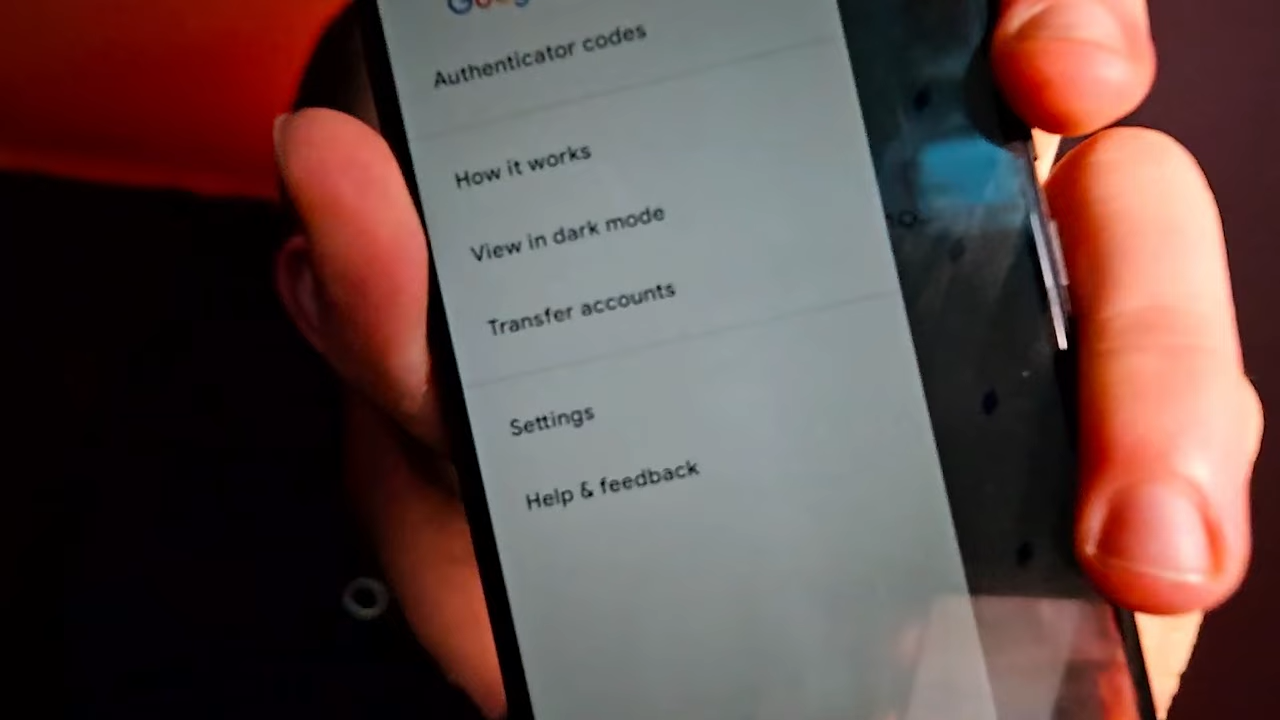 Authenticator codes
How it works
View in dark mode
Transfer accounts
Settings
Help & feedback